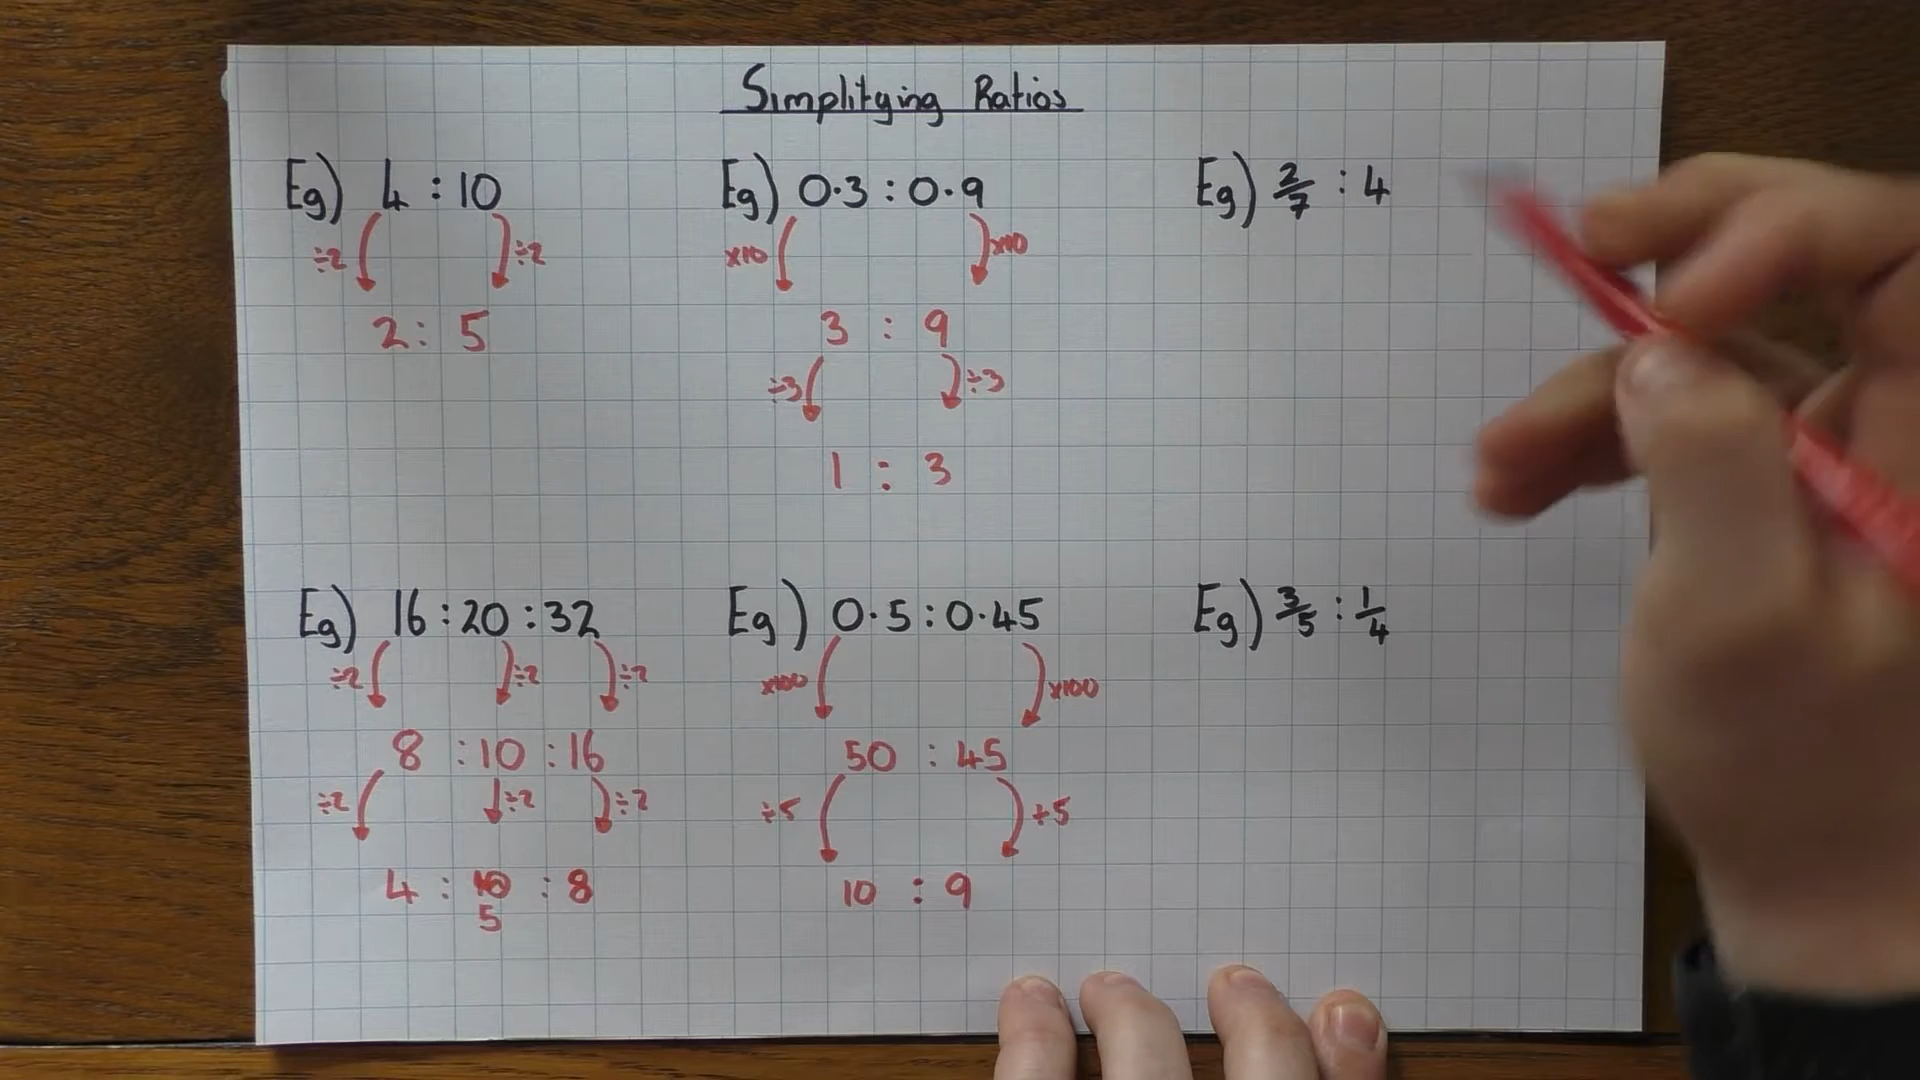 Simplifying Ratios
Eg) 4 : 10
÷2 ÷2
2 : 5
Eg) 0.3 : 0.9
×10 ×10
3 : 9
÷3 ÷3
1 : 3
Eg) 2/7 : 4
Eg) 16 : 20 : 32
÷2 ÷2 ÷2
8 : 10 : 16
÷2 ÷2 ÷2
4 : 10 : 8
5
Eg) 0.5 : 0.45
×100 ×100
50 : 45
÷5 ÷5
10 : 9
Eg) 3/5 : 1/4